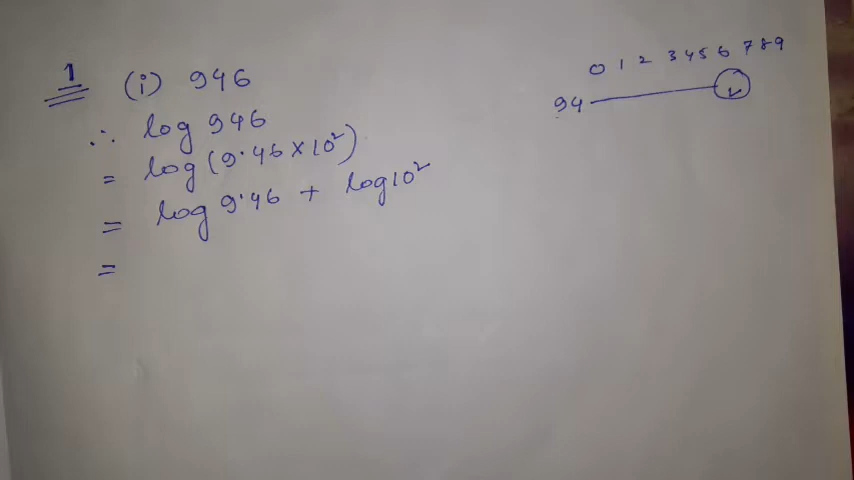 1 (i) 946
∴ log 946
= log (9.46 × 10²)
= log 9.46 + log 10²
=
0 1 2 3 4 5 6 7 8 9
94